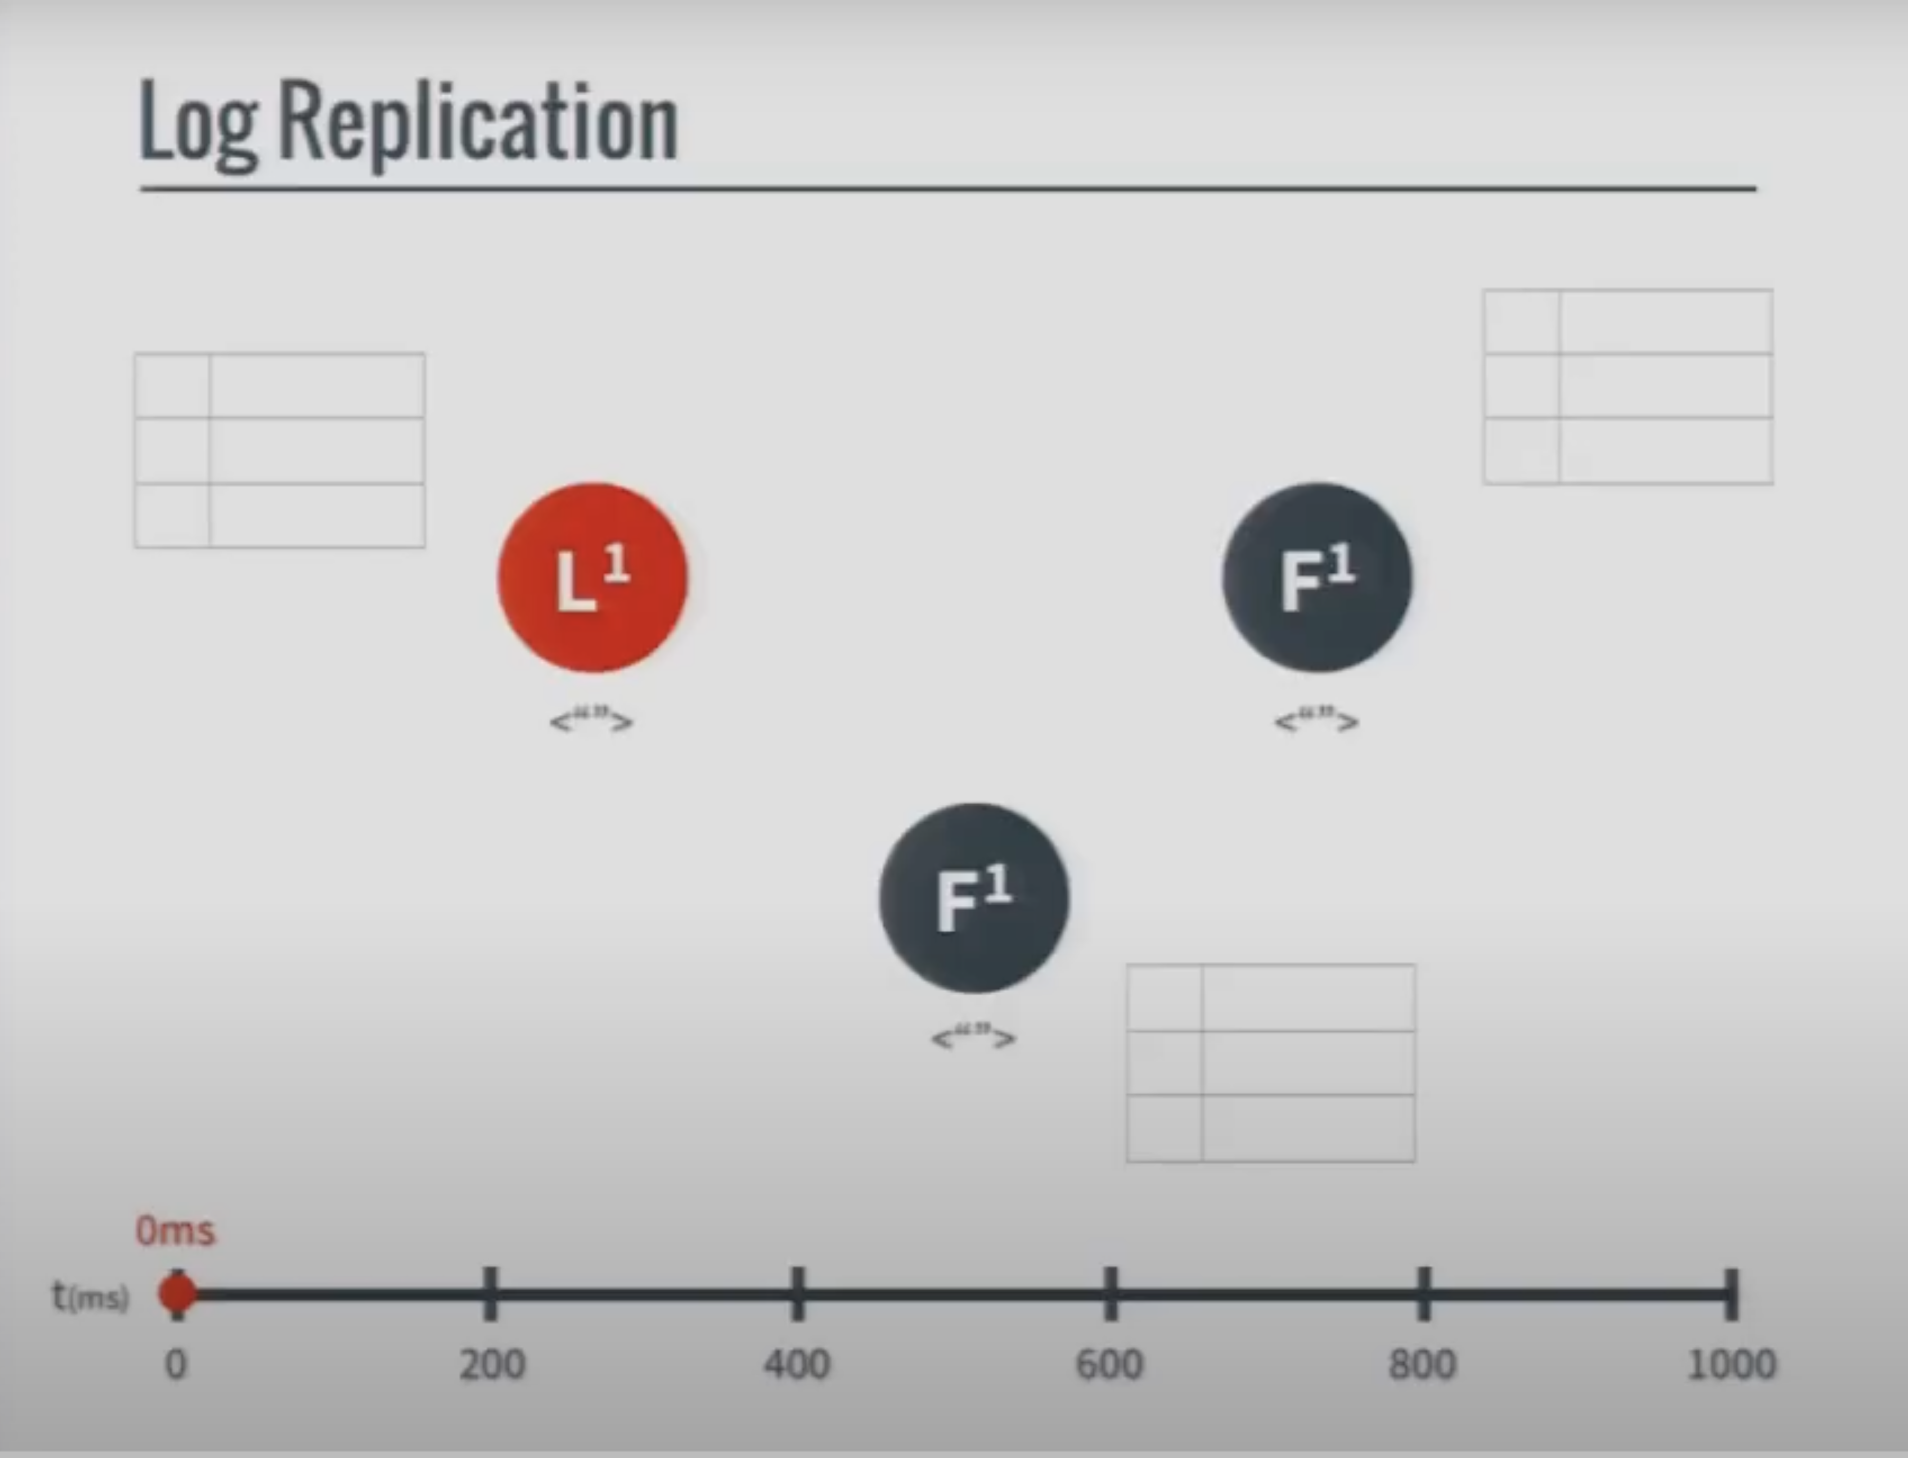 Log Replication
L¹
F¹
<“”>
<“”>
F¹
<“”>
0ms
t(ms)
0 200 400 600 800 1000